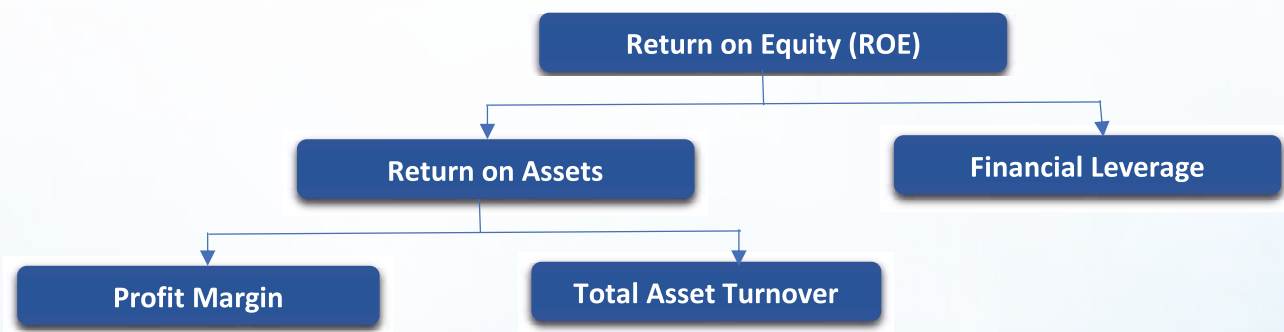 Return on Equity (ROE)
Return on Assets
Financial Leverage
Profit Margin
Total Asset Turnover